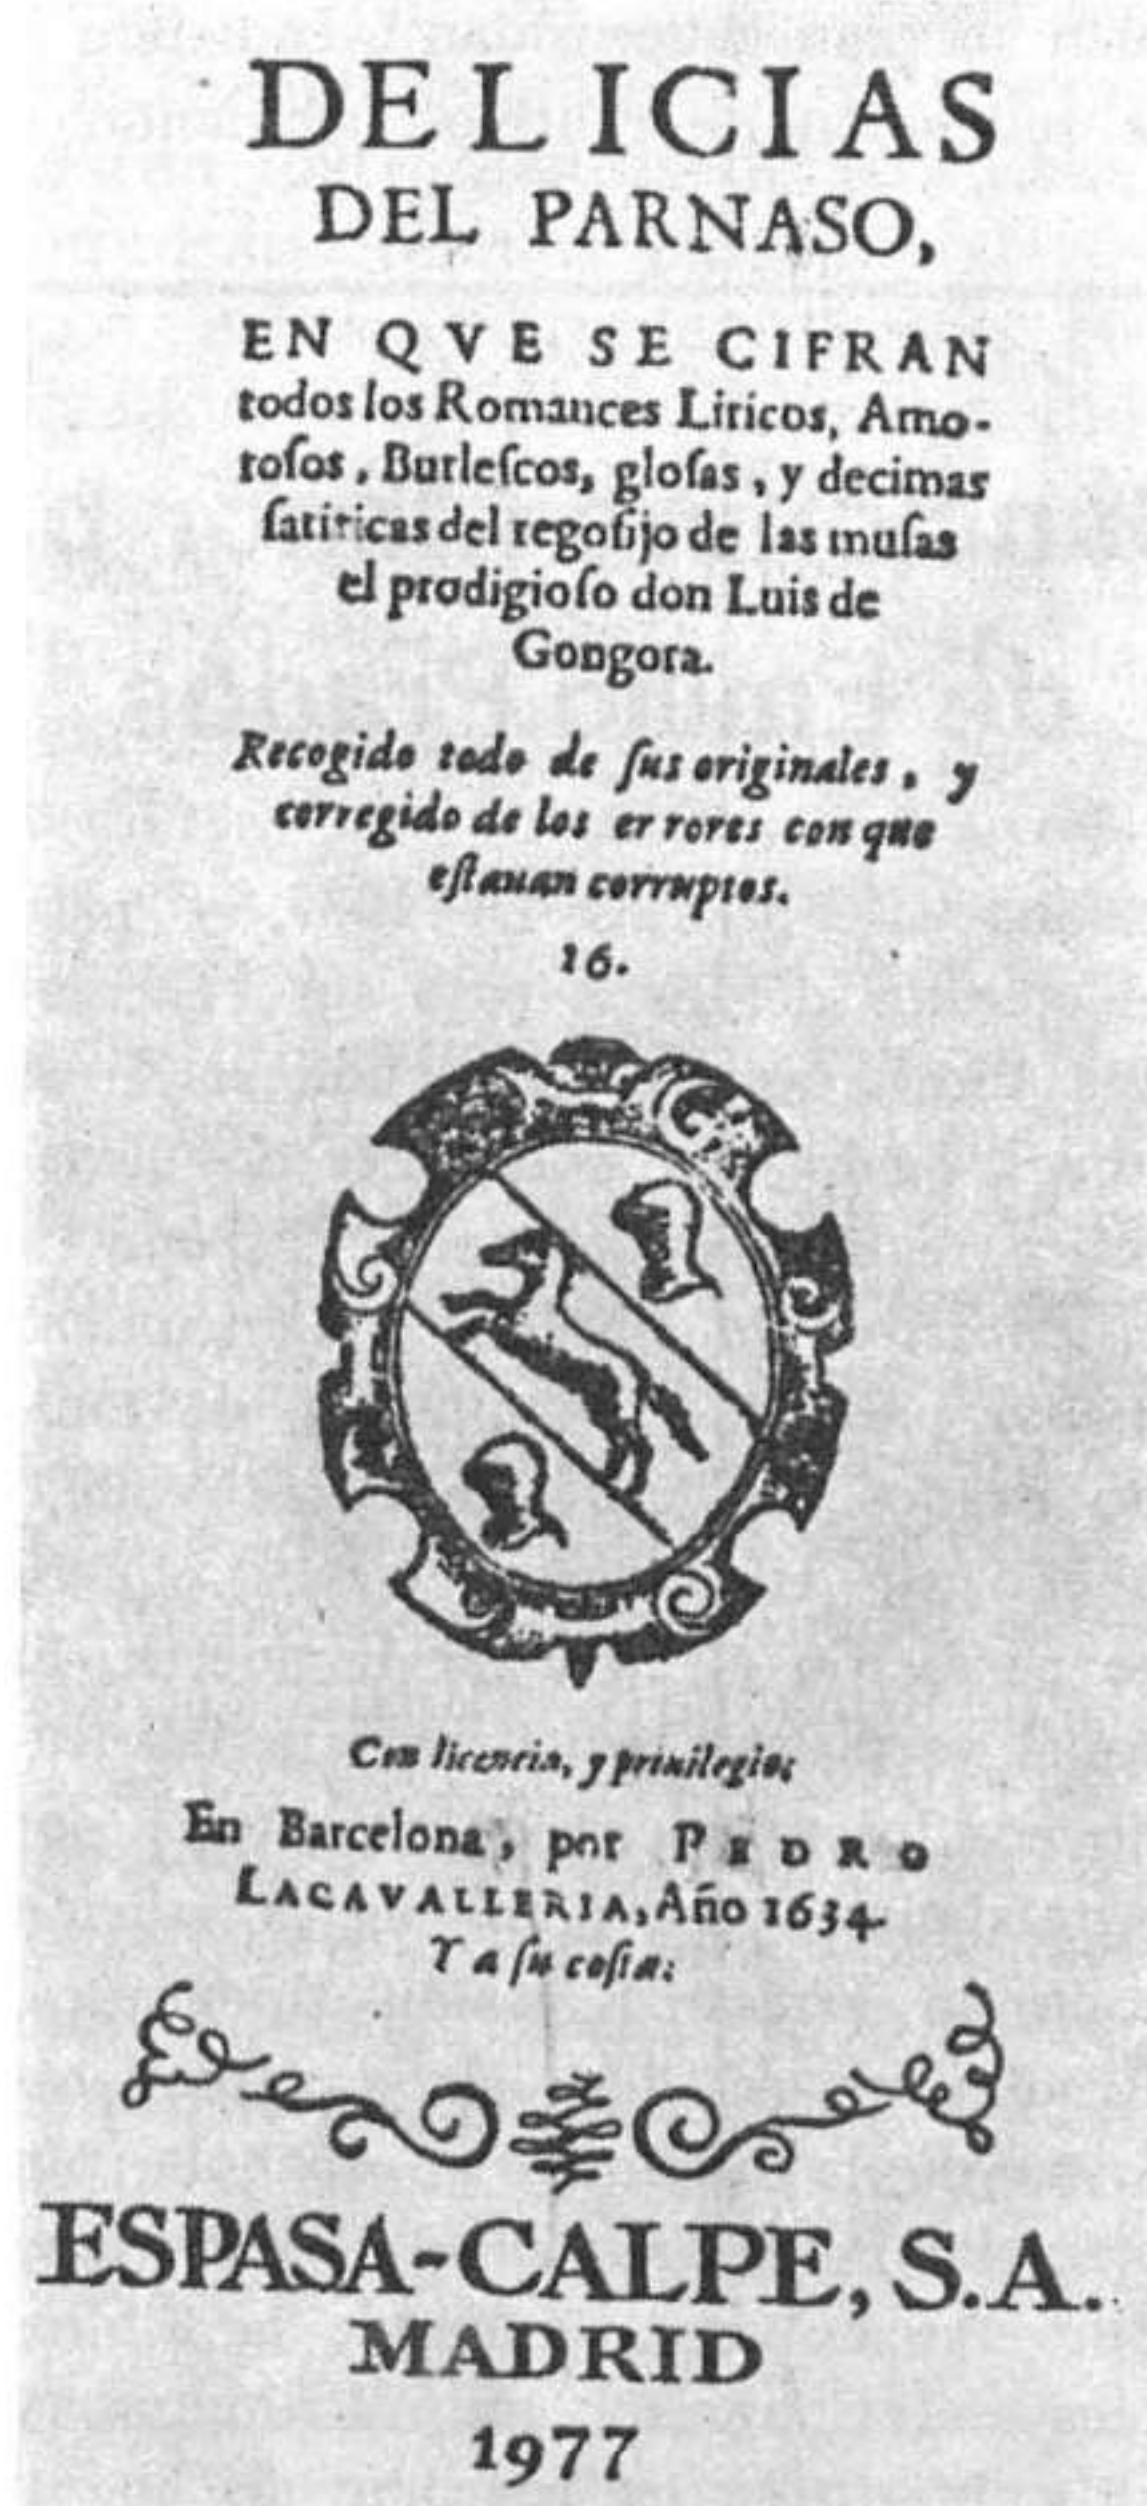 DELICIAS
DEL PARNASO,
EN QVE SE CIFRAN
todos los Romances Liricos, Amo-
rosos, Burleſcos, gloſas, y decimas
ſatiricas del regoſijo de las muſas
el prodigioſo don Luis de
Gongora.
Recogido todo de ſus originales, y
corregido de los er rores con que
eſtauan corruptos.
16.
Con licencia, y priuilegio:
En Barcelona, por PEDRO
LACAVALLERIA, Año 1634
Y a ſu coſta:
ESPASA-CALPE, S.A.
MADRID
1977